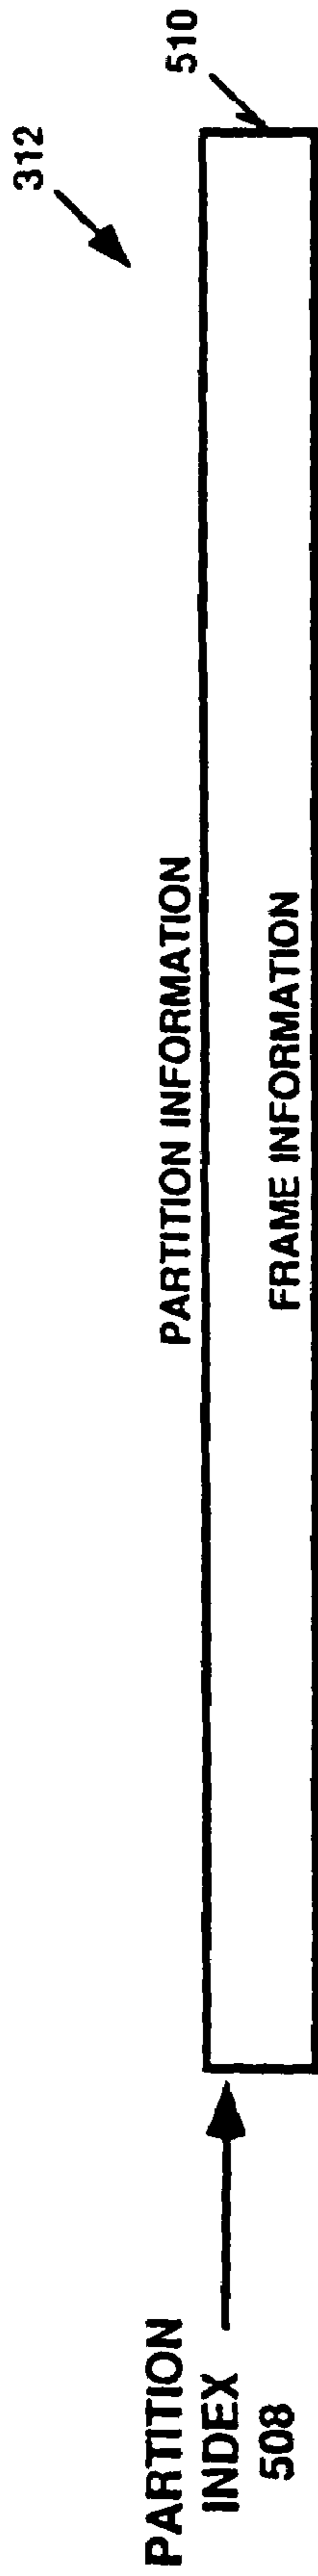 312
510
PARTITION INFORMATION
FRAME INFORMATION
PARTITION
INDEX
508